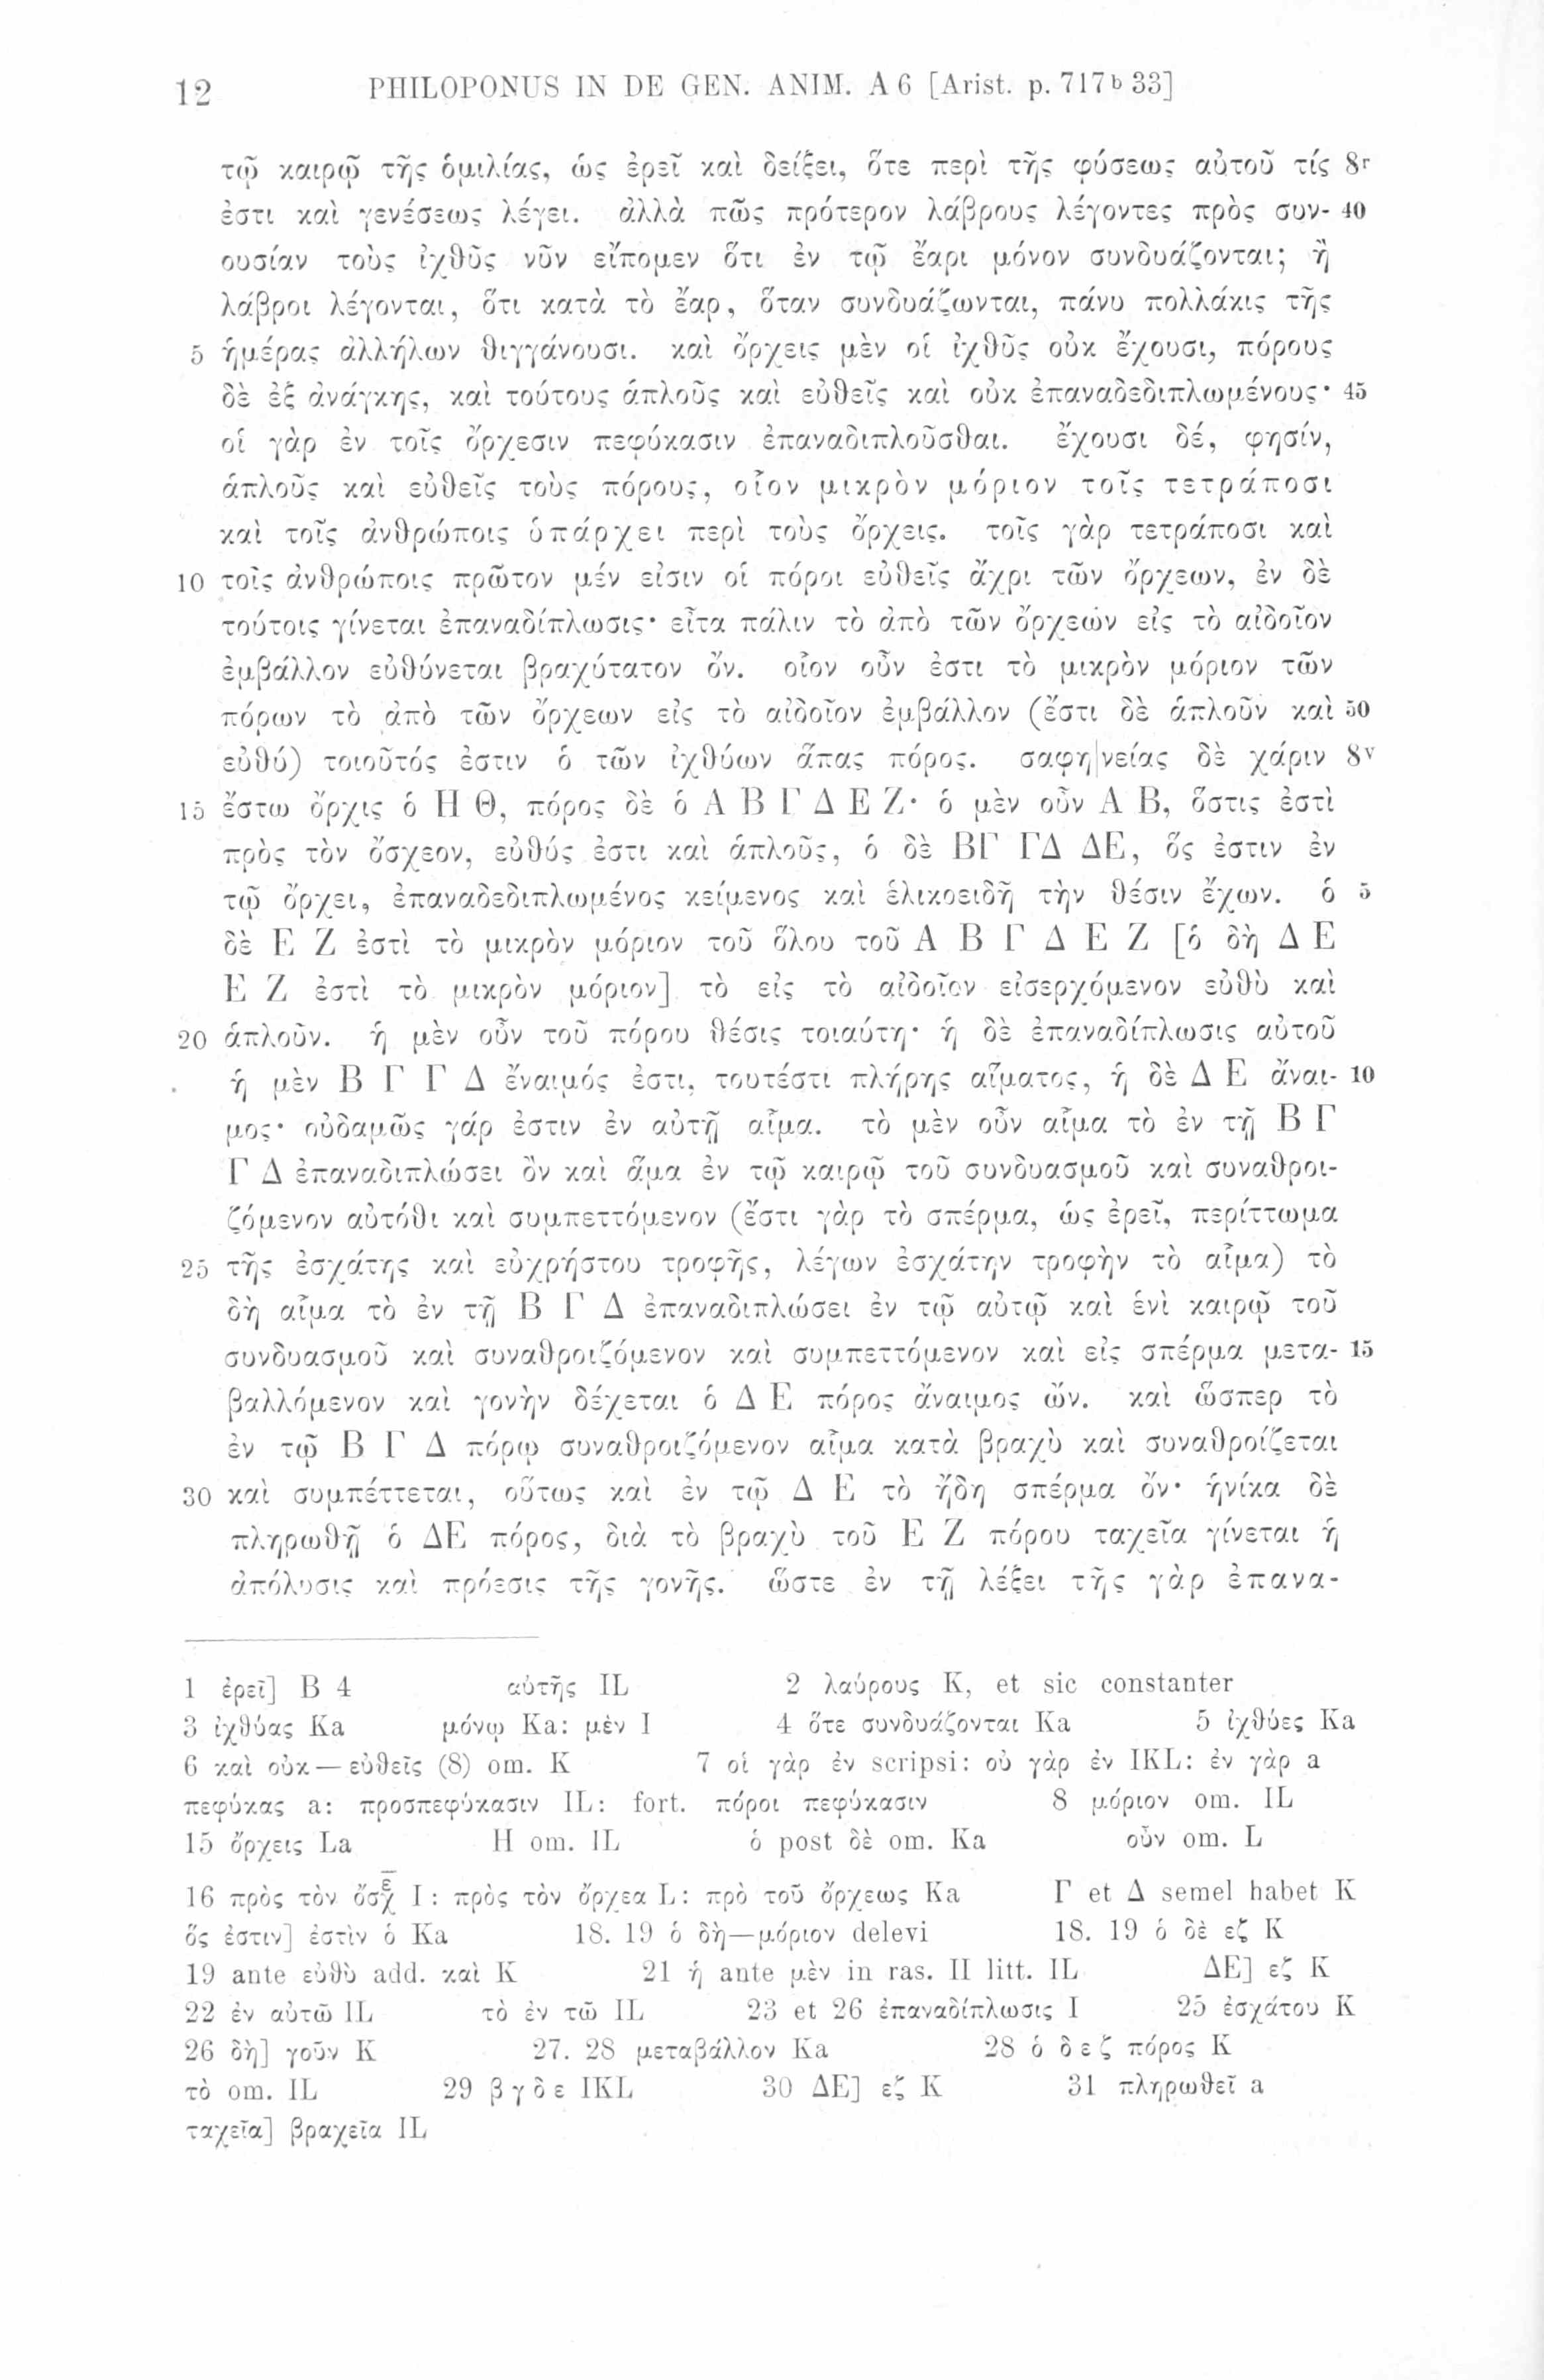 12 PHILOPONUS IN DE GEN. ANIM. A 6 [Arist. p. 717b 33]
τῷ καιρῷ τῆς ὁμιλίας, ὡς ἐρεῖ καὶ δείξει, ὅτε περὶ τῆς φύσεως αὐτοῦ τίς 8r
ἐστι καὶ γενέσεως λέγει. ἀλλὰ πῶς πρότερον λάβρους λέγοντες πρὸς συν- 40
ουσίαν τοὺς ἰχθῦς νῦν εἴπομεν ὅτι ἐν τῷ ἔαρι μόνον συνδυάζονται; ἢ
λάβροι λέγονται, ὅτι κατὰ τὸ ἔαρ, ὅταν συνδυάζωνται, πάνυ πολλάκις τῆς
5 ἡμέρας ἀλλήλων θιγγάνουσι. καὶ ὄρχεις μὲν οἱ ἰχθῦς οὐκ ἔχουσι, πόρους
δὲ ἐξ ἀνάγκης, καὶ τούτους ἁπλοῦς καὶ εὐθεῖς καὶ οὐκ ἐπαναδεδιπλωμένους· 45
οἱ γὰρ ἐν τοῖς ὄρχεσιν πεφύκασιν ἐπαναδιπλοῦσθαι. ἔχουσι δέ, φησίν,
ἁπλοῦς καὶ εὐθεῖς τοὺς πόρους, οἷον μικρὸν μόριον τοῖς τετράποσι
καὶ τοῖς ἀνθρώποις ὑπάρχει περὶ τοὺς ὄρχεις. τοῖς γὰρ τετράποσι καὶ
10 τοῖς ἀνθρώποις πρῶτον μέν εἰσιν οἱ πόροι εὐθεῖς ἄχρι τῶν ὄρχεων, ἐν δὲ
τούτοις γίνεται ἐπαναδίπλωσις· εἶτα πάλιν τὸ ἀπὸ τῶν ὄρχεων εἰς τὸ αἰδοῖον
ἐμβάλλον εὐθύνεται βραχύτατον ὄν. οἷον οὖν ἐστι τὸ μικρὸν μόριον τῶν
πόρων τὸ ἀπὸ τῶν ὄρχεων εἰς τὸ αἰδοῖον ἐμβάλλον (ἔστι δὲ ἁπλοῦν καὶ 50
εὐθύ) τοιοῦτός ἐστιν ὁ τῶν ἰχθύων ἅπας πόρος. σαφη|νείας δὲ χάριν 8v
15 ἔστω ὄρχις ὁ Η Θ, πόρος δὲ ὁ Α Β Γ Δ Ε Ζ· ὁ μὲν οὖν Α Β, ὅστις ἐστὶ
πρὸς τὸν ὄσχεον, εὐθύς ἐστι καὶ ἁπλοῦς, ὁ δὲ ΒΓ ΓΔ ΔΕ, ὅς ἐστιν ἐν
τῷ ὄρχει, ἐπαναδεδιπλωμένος κείμενος καὶ ἑλικοειδῆ τὴν θέσιν ἔχων. ὁ 5
δὲ Ε Ζ ἐστὶ τὸ μικρὸν μόριον τοῦ ὅλου τοῦ Α Β Γ Δ Ε Ζ [ὁ δὴ Δ Ε
Ε Ζ ἐστὶ τὸ μικρὸν μόριον] τὸ εἰς τὸ αἰδοῖον εἰσερχόμενον εὐθὺ καὶ
20 ἁπλοῦν. ἡ μὲν οὖν τοῦ πόρου θέσις τοιαύτη· ἡ δὲ ἐπαναδίπλωσις αὐτοῦ
ἡ μὲν Β Γ Γ Δ ἔναιμός ἐστι, τουτέστι πλήρης αἵματος, ἡ δὲ Δ Ε ἄναι- 10
μος· οὐδαμῶς γάρ ἐστιν ἐν αὐτῇ αἷμα. τὸ μὲν οὖν αἷμα τὸ ἐν τῇ Β Γ
Γ Δ ἐπαναδιπλώσει ὂν καὶ ἅμα ἐν τῷ καιρῷ τοῦ συνδυασμοῦ καὶ συναθροι-
ζόμενον αὐτόθι καὶ συμπεττόμενον (ἔστι γὰρ τὸ σπέρμα, ὡς ἐρεῖ, περίττωμα
25 τῆς ἐσχάτης καὶ εὐχρήστου τροφῆς, λέγων ἐσχάτην τροφὴν τὸ αἷμα) τὸ
δὴ αἷμα τὸ ἐν τῇ Β Γ Δ ἐπαναδιπλώσει ἐν τῷ αὐτῷ καὶ ἑνὶ καιρῷ τοῦ
συνδυασμοῦ καὶ συναθροιζόμενον καὶ συμπεττόμενον καὶ εἰς σπέρμα μετα- 15
βαλλόμενον καὶ γονὴν δέχεται ὁ Δ Ε πόρος ἄναιμος ὤν. καὶ ὥσπερ τὸ
ἐν τῷ Β Γ Δ πόρῳ συναθροιζόμενον αἷμα κατὰ βραχὺ καὶ συναθροίζεται
30 καὶ συμπέττεται, οὕτως καὶ ἐν τῷ Δ Ε τὸ ἤδη σπέρμα ὄν· ἡνίκα δὲ
πληρωθῇ ὁ ΔΕ πόρος, διὰ τὸ βραχὺ τοῦ Ε Ζ πόρου ταχεῖα γίνεται ἡ
ἀπόλυσις καὶ πρόεσις τῆς γονῆς. ὥστε ἐν τῇ λέξει τῆς γὰρ ἐπανα-
1 ἐρεῖ] B 4 αὐτῆς IL 2 λαύρους K, et sic constanter
3 ἰχθύας Ka μόνῳ Ka: μὲν I 4 ὅτε συνδυάζονται Ka 5 ἰχθύες Ka
6 καὶ οὐκ — εὐθεῖς (8) om. K 7 οἱ γὰρ ἐν scripsi: οὐ γὰρ ἐν IKL: ἐν γὰρ a
πεφύκας a: προσπεφύκασιν IL: fort. πόροι πεφύκασιν 8 μόριον om. IL
15 ὄρχεις La Η om. IL ὁ post δὲ om. Ka οὖν om. L
16 πρὸς τὸν ὄσχε̄ I: πρὸς τὸν ὄρχεα L: πρὸ τοῦ ὄρχεως Ka Γ et Δ semel habet K
ὅς ἐστιν] ἐστὶν ὁ Ka 18. 19 ὁ δὴ—μόριον delevi 18. 19 ὁ δὲ εζ K
19 ante εὐθὺ add. καὶ K 21 ἡ ante μὲν in ras. II litt. IL ΔΕ] εζ K
22 ἐν αὐτῶ IL τὸ ἐν τῶ IL 23 et 26 ἐπαναδίπλωσις I 25 ἐσχάτου K
26 δὴ] γοῦν K 27. 28 μεταβάλλον Ka 28 ὁ δ ε ζ πόρος K
τὸ om. IL 29 β γ δ ε IKL 30 ΔΕ] εζ K 31 πληρωθεῖ a
ταχεῖα] βραχεῖα IL